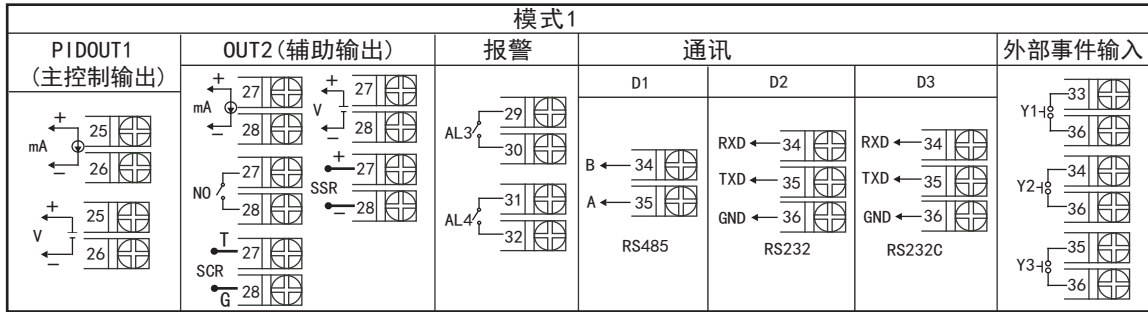 模式1
PIDOUT1
(主控制输出)
OUT2(辅助输出)
报警
通讯
外部事件输入
+
mA
−
25
26
+
V
−
25
26
+
mA
−
27
28
+
V
−
27
28
NO
27
28
+
SSR
−
27
28
T
SCR
G
27
28
AL3
29
30
AL4
31
32
D1
B
34
A
35
RS485
D2
RXD
34
TXD
35
GND
36
RS232
D3
RXD
34
TXD
35
GND
36
RS232C
Y1
33
36
Y2
34
36
Y3
35
36